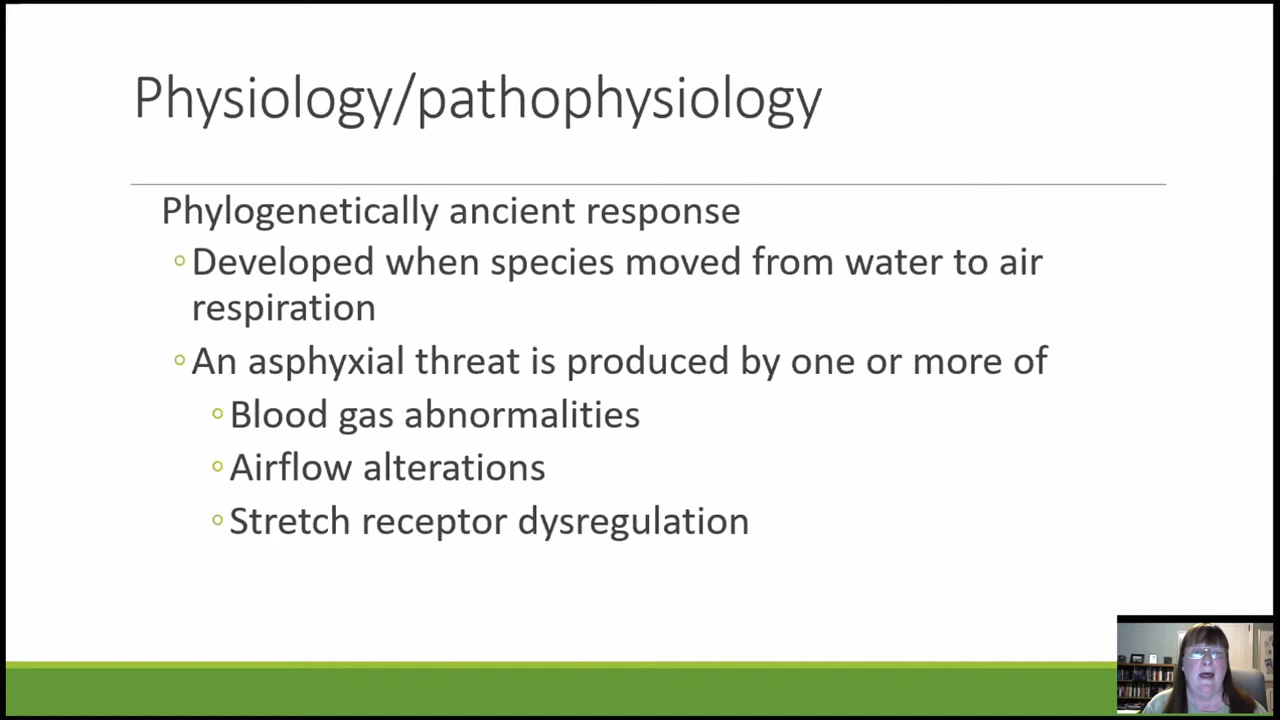 Physiology/pathophysiology
Phylogenetically ancient response
◦Developed when species moved from water to air
respiration
◦An asphyxial threat is produced by one or more of
◦Blood gas abnormalities
◦Airflow alterations
◦Stretch receptor dysregulation